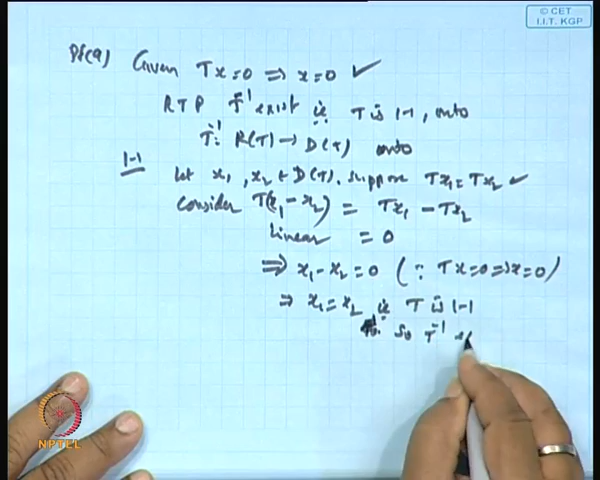 © CET
I.I.T. KGP
Pf(a) Given Tx=0 ⇒ x=0 ✓
RTP T⁻¹ exist ie T is 1-1, onto
T⁻¹: R(T) → D(T) onto
1-1 Let x₁, x₂ ∈ D(T). Suppose Tx₁ = Tx₂ ✓
Consider T(x₁ - x₂) = Tx₁ - Tx₂
linear = 0
⇒ x₁ - x₂ = 0 (∵ Tx=0 ⇒ x=0)
⇒ x₁ = x₂ ie T is 1-1
So T⁻¹
NPTEL